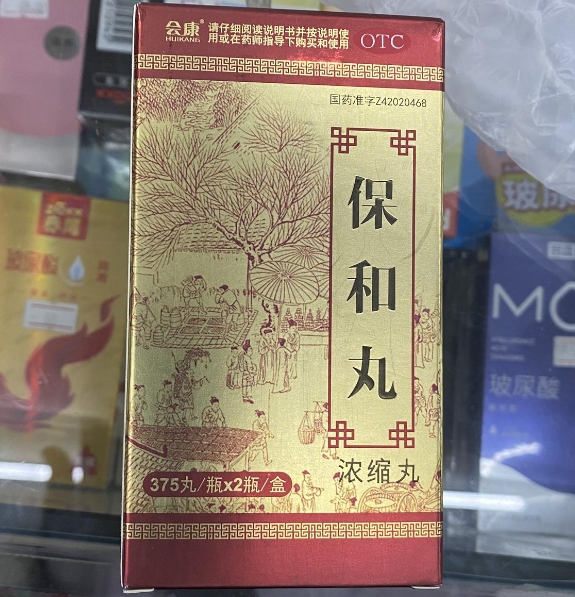 会康®
HUIKANG
请仔细阅读说明书并按说明使
用或在药师指导下购买和使用
OTC
国药准字Z42020468
保和丸
浓缩丸
375丸/瓶x2瓶/盒
玻尿酸
玻尿
MO
玻尿酸